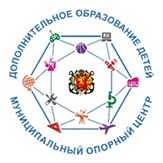 ДОПОЛНИТЕЛЬНОЕ ОБРАЗОВАНИЕ ДЕТЕЙ
МУНИЦИПАЛЬНЫЙ ОПОРНЫЙ ЦЕНТР